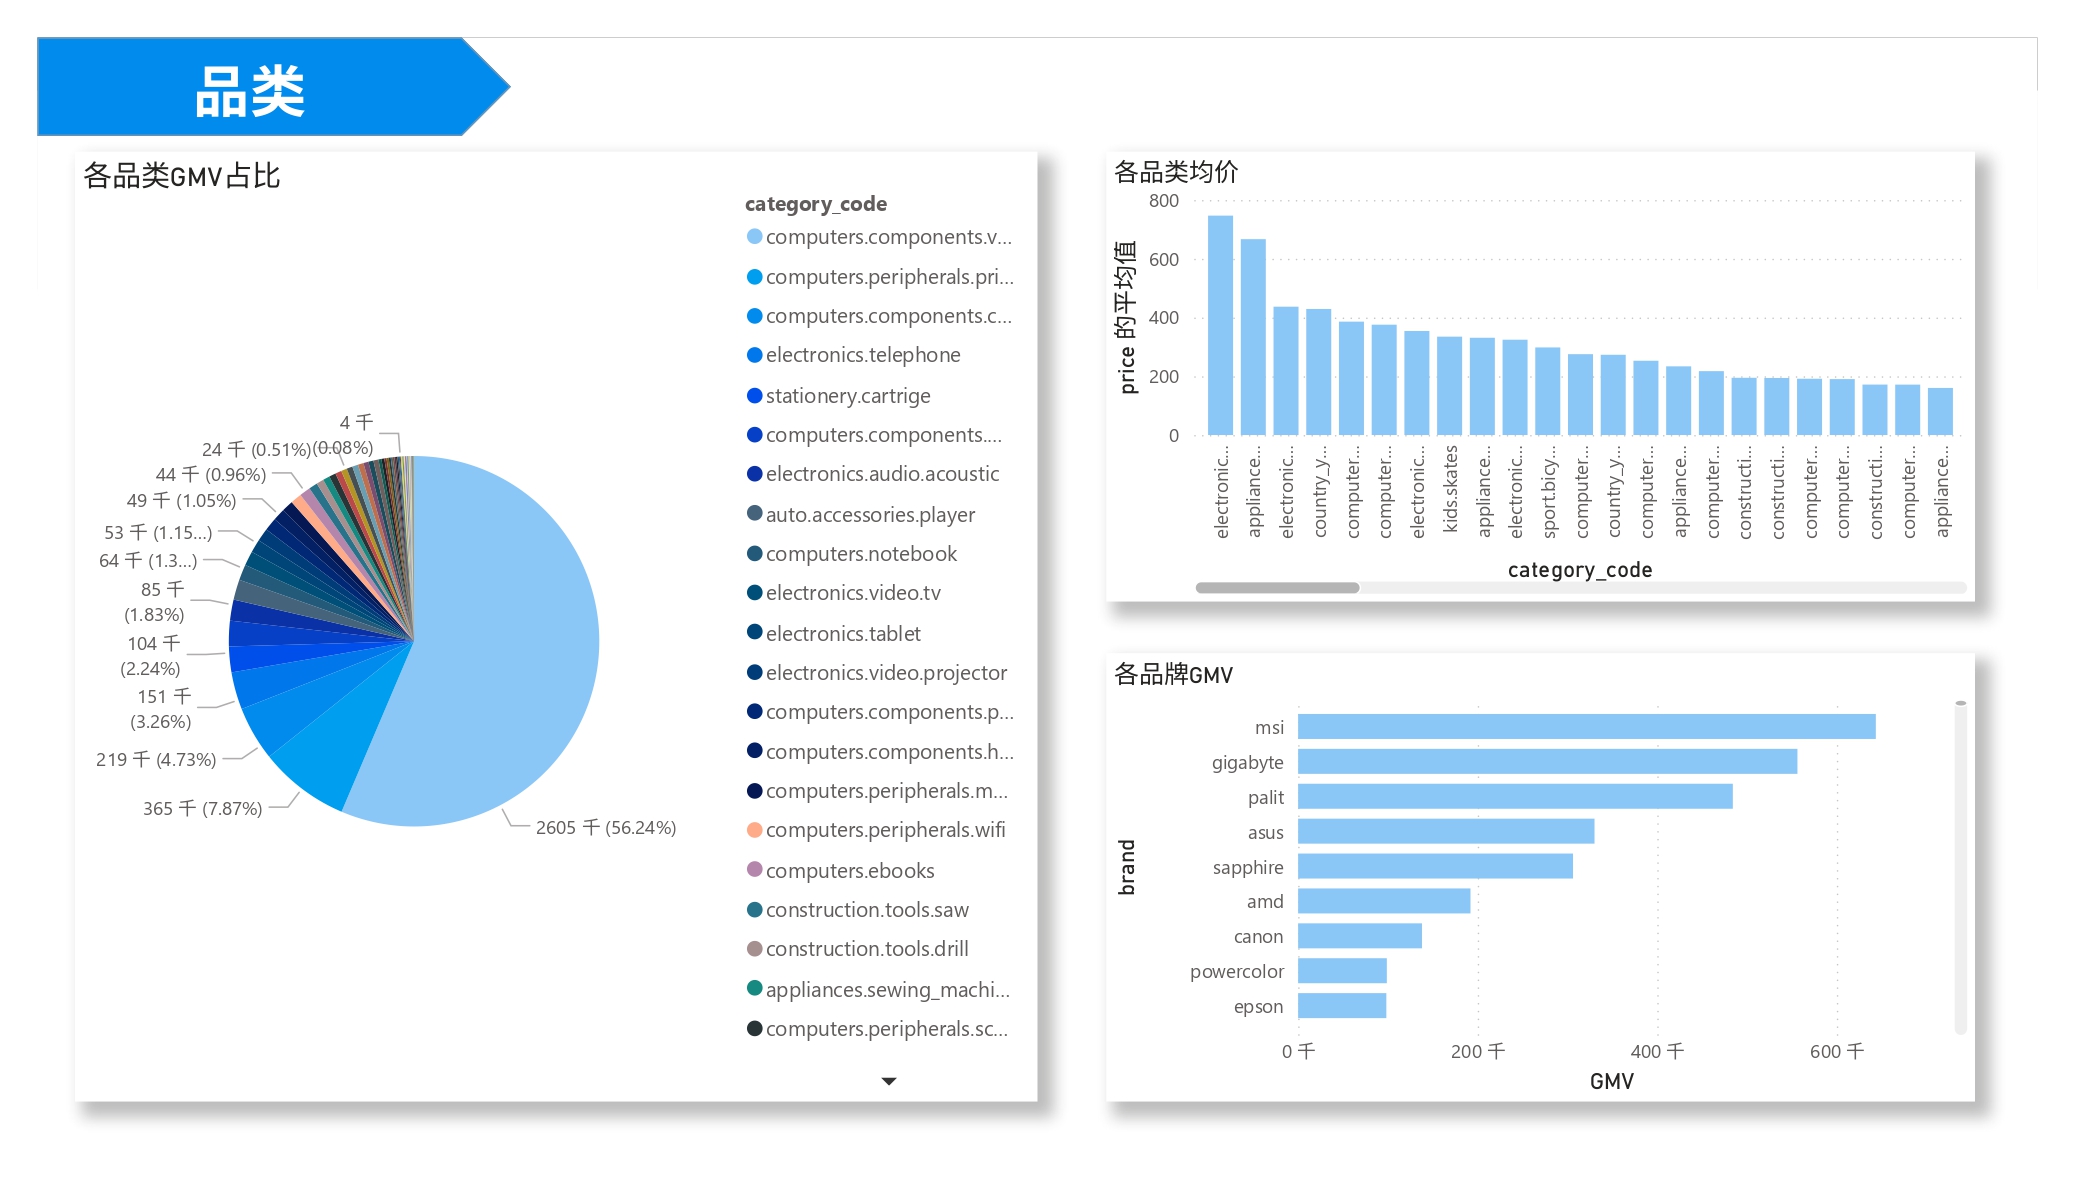 品类
各品类GMV占比
4 千
(0.08%)
24 千 (0.51%)
44 千 (0.96%)
49 千 (1.05%)
53 千 (1.15...)
64 千 (1.3...)
85 千
(1.83%)
104 千
(2.24%)
151 千
(3.26%)
219 千 (4.73%)
365 千 (7.87%)
2605 千 (56.24%)
category_code
computers.components.v...
computers.peripherals.pri...
computers.components.c...
electronics.telephone
stationery.cartrige
computers.components....
electronics.audio.acoustic
auto.accessories.player
computers.notebook
electronics.video.tv
electronics.tablet
electronics.video.projector
computers.components.p...
computers.components.h...
computers.peripherals.m...
computers.peripherals.wifi
computers.ebooks
construction.tools.saw
construction.tools.drill
appliances.sewing_machi...
computers.peripherals.sc...
各品类均价
price 的平均值
800
600
400
200
0
electronic...
appliance...
electronic...
country_y...
computer...
computer...
electronic...
kids.skates
appliance...
electronic...
sport.bicy...
computer...
country_y...
computer...
appliance...
computer...
constructi...
constructi...
computer...
computer...
constructi...
computer...
appliance...
category_code
各品牌GMV
brand
msi
gigabyte
palit
asus
sapphire
amd
canon
powercolor
epson
0 千
200 千
400 千
600 千
GMV